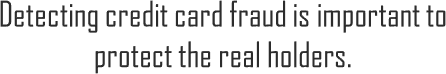 Detecting credit card fraud is important to
protect the real holders.